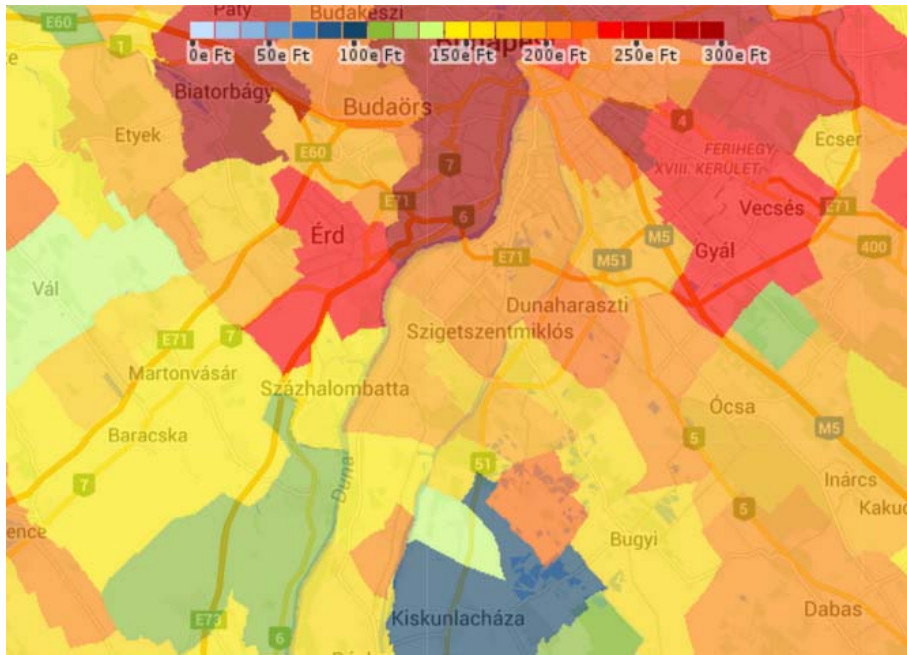 Páty
Budakeszi
E60
1
Budapest
0e Ft 50e Ft 100e Ft 150e Ft 200e Ft 250e Ft 300e Ft
Biatorbágy
Budaörs
4
Etyek
E60
FERIHEGY
Ecser
7
XVIII. KERÜLET
E71
Vecsés
E71
6
Érd
M5
Gyál
400
E71
M51
Vál
Dunaharaszti
E71
7
Szigetszentmiklós
Martonvásár
Százhalombatta
Ócsa
Baracska
5
M5
51
Duna
7
Inárcs
Kakuc
ence
5
Bugyi
Kiskunlacháza
Dabas
E73
6